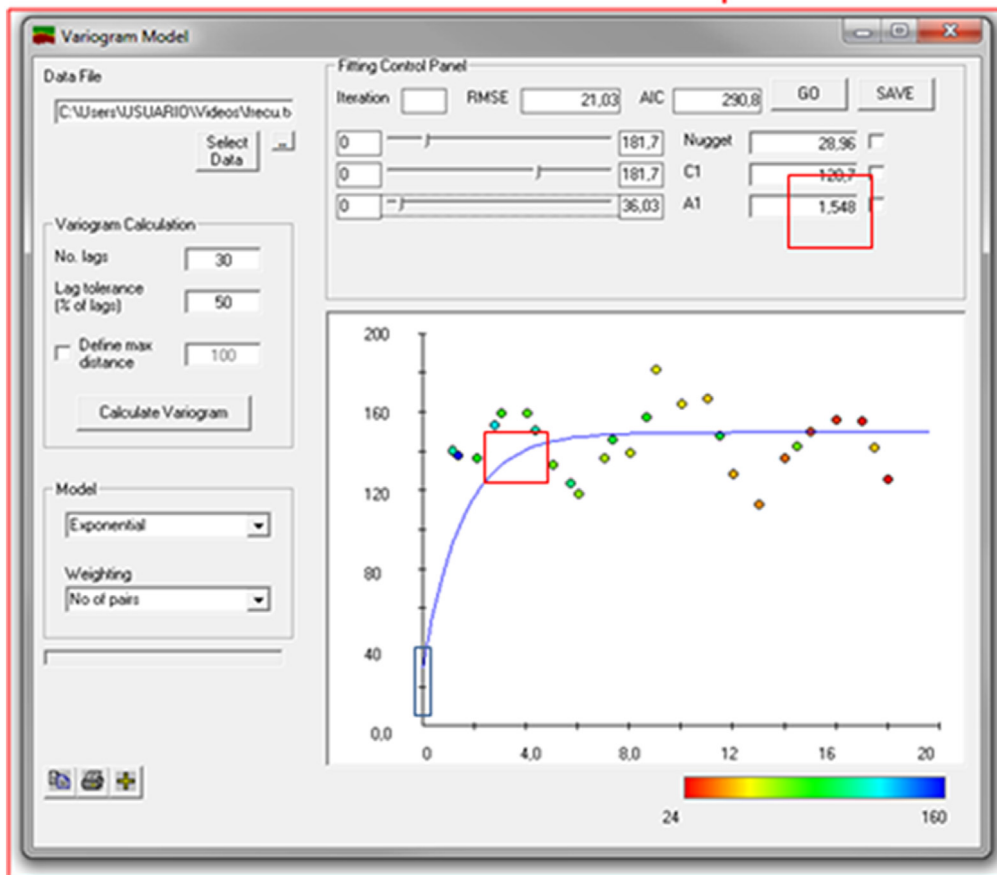 Variogram Model
Data File
C:\Users\USUARIO\Videos\frecu.b
Select
Data
...
Variogram Calculation
No. lags 30
Lag tolerance
(% of lags) 50
Define max
distance 100
Calculate Variogram
Model
Exponential
Weighting
No of pairs
Fitting Control Panel
Iteration RMSE 21,03 AIC 290,8 GO SAVE
0 181,7 Nugget 28,96
0 181,7 C1 120,7
0 36,03 A1 1,548
200
160
120
80
40
0,0
0 4,0 8,0 12 16 20
24 160